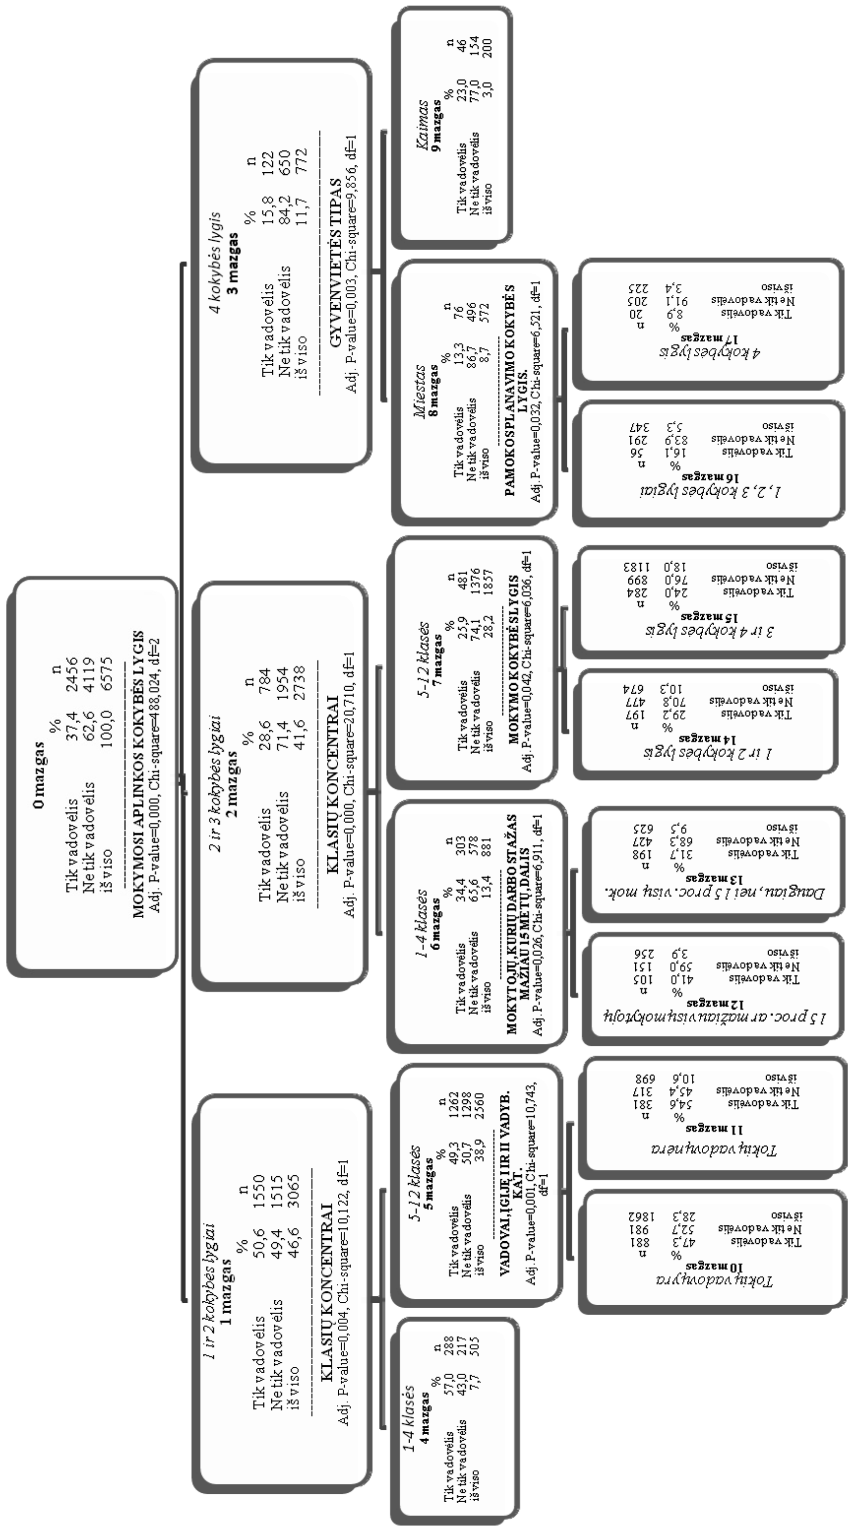 0 mazgas
% n
Tik vadovėlis 37,4 2456
Ne tik vadovėlis 62,6 4119
iš viso 100,0 6575
MOKYMOSI APLINKOS KOKYBĖS LYGIS
Adj. P-value=0,000, Chi-square=488,024, df=2
1 ir 2 kokybės lygiai
1 mazgas
% n
Tik vadovėlis 50,6 1550
Ne tik vadovėlis 49,4 1515
iš viso 46,6 3065
KLASIŲ KONCENTRAI
Adj. P-value=0,004, Chi-square=10,122, df=1
2 ir 3 kokybės lygiai
2 mazgas
% n
Tik vadovėlis 28,6 784
Ne tik vadovėlis 71,4 1954
iš viso 41,6 2738
KLASIŲ KONCENTRAI
Adj. P-value=0,000, Chi-square=20,710, df=1
4 kokybės lygis
3 mazgas
% n
Tik vadovėlis 15,8 122
Ne tik vadovėlis 84,2 650
iš viso 11,7 772
GYVENVIETĖS TIPAS
Adj. P-value=0,003, Chi-square=9,856, df=1
1-4 klasės
4 mazgas
% n
Tik vadovėlis 57,0 288
Ne tik vadovėlis 43,0 217
iš viso 7,7 505
5-12 klasės
5 mazgas
% n
Tik vadovėlis 49,3 1262
Ne tik vadovėlis 50,7 1298
iš viso 38,9 2560
VADOVAI, ĮGIJĘ I IR II VADYB.
KAT.
Adj. P-value=0,001, Chi-square=10,743,
df=1
1-4 klasės
6 mazgas
% n
Tik vadovėlis 34,4 303
Ne tik vadovėlis 65,6 578
iš viso 13,4 881
MOKYTOJŲ, KURIŲ DARBO STAŽAS
MAŽIAU 15 METŲ, DALIS
Adj. P-value=0,026, Chi-square=6,911, df=1
5-12 klasės
7 mazgas
% n
Tik vadovėlis 25,9 481
Ne tik vadovėlis 74,1 1376
iš viso 28,2 1857
MOKYMO KOKYBĖS LYGIS
Adj. P-value=0,042, Chi-square=6,036, df=1
Miestas
8 mazgas
% n
Tik vadovėlis 13,3 76
Ne tik vadovėlis 86,7 496
iš viso 8,7 572
PAMOKOS PLANAVIMO KOKYBĖS
LYGIS.
Adj. P-value=0,032, Chi-square=6,521, df=1
Kaimas
9 mazgas
% n
Tik vadovėlis 23,0 46
Ne tik vadovėlis 77,0 154
iš viso 3,0 200
Tokių vadovų yra
10 mazgas
% n
Tik vadovėlis 47,3 881
Ne tik vadovėlis 52,7 981
iš viso 28,3 1862
Tokių vadovų nėra
11 mazgas
Tik vadovėlis 54,6 381
Ne tik vadovėlis 45,4 317
iš viso 10,6 698
15 proc. ar mažiau visų mokytojų
12 mazgas
% n
Tik vadovėlis 41,0 105
Ne tik vadovėlis 59,0 151
iš viso 3,9 256
Daugiau, nei 15 proc. visų mok.
13 mazgas
% n
Tik vadovėlis 31,7 198
Ne tik vadovėlis 68,3 427
iš viso 9,5 625
1 ir 2 kokybės lygis
14 mazgas
% n
Tik vadovėlis 29,2 197
Ne tik vadovėlis 70,8 477
iš viso 10,3 674
3 ir 4 kokybės lygis
15 mazgas
% n
Tik vadovėlis 24,0 284
Ne tik vadovėlis 76,0 899
iš viso 18,0 1183
1, 2, 3 kokybės lygiai
16 mazgas
% n
Tik vadovėlis 16,1 56
Ne tik vadovėlis 83,9 291
iš viso 5,3 347
4 kokybės lygis
17 mazgas
% n
Tik vadovėlis 8,9 20
Ne tik vadovėlis 91,1 205
iš viso 3,4 225